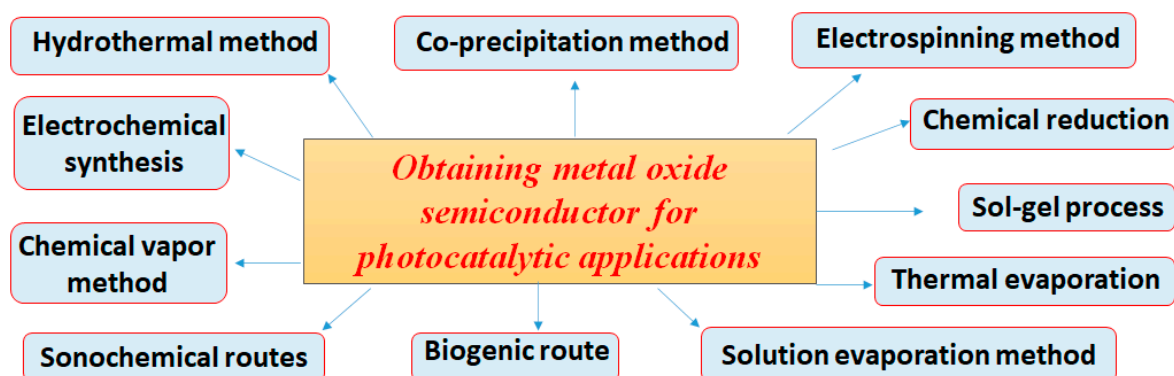 Hydrothermal method
Co-precipitation method
Electrospinning method
Electrochemical
synthesis
Chemical reduction
Obtaining metal oxide
semiconductor for
photocatalytic applications
Sol-gel process
Chemical vapor
method
Thermal evaporation
Sonochemical routes
Biogenic route
Solution evaporation method